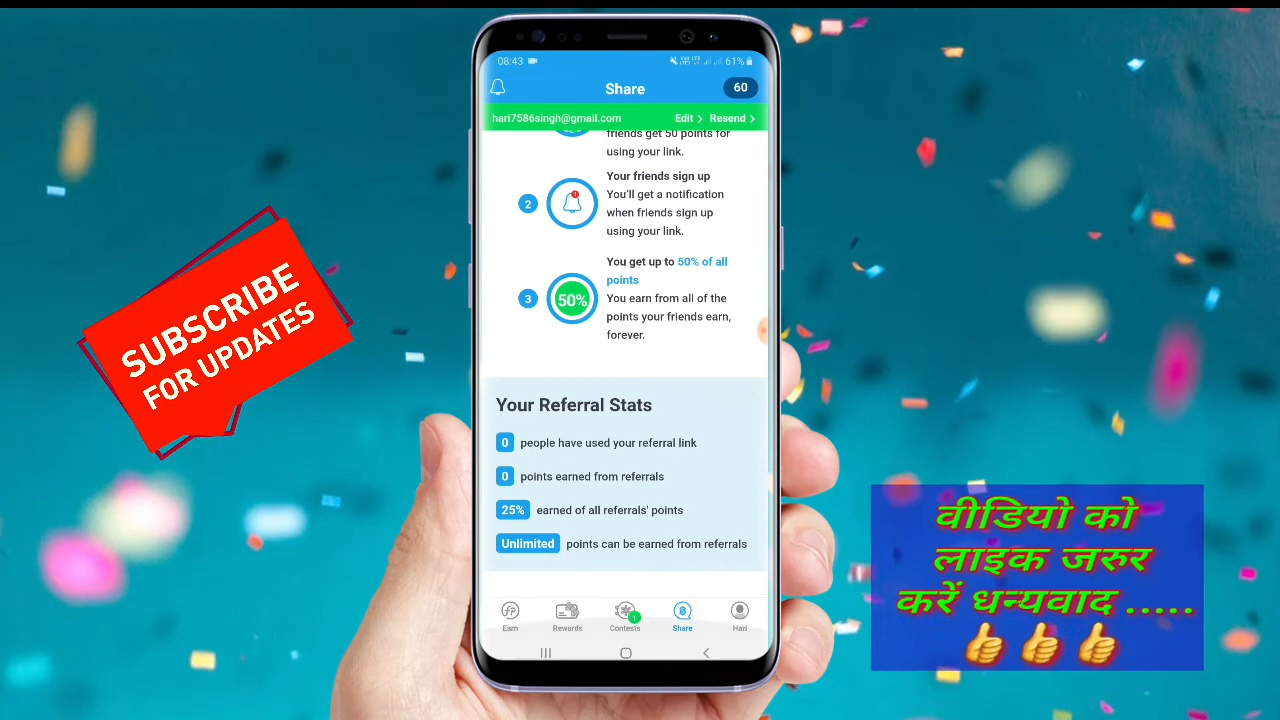 08:43
61%
Share
60
hari7586singh@gmail.com Edit Resend
friends get 50 points for
using your link.
2
Your friends sign up
You'll get a notification
when friends sign up
using your link.
3
50%
You get up to 50% of all
points
You earn from all of the
points your friends earn,
forever.
Your Referral Stats
0 people have used your referral link
0 points earned from referrals
25% earned of all referrals' points
Unlimited points can be earned from referrals
Earn Rewards Contests Share Hari
1
SUBSCRIBE
FOR UPDATES
वीडियो को
लाइक जरुर
करें धन्यवाद .....